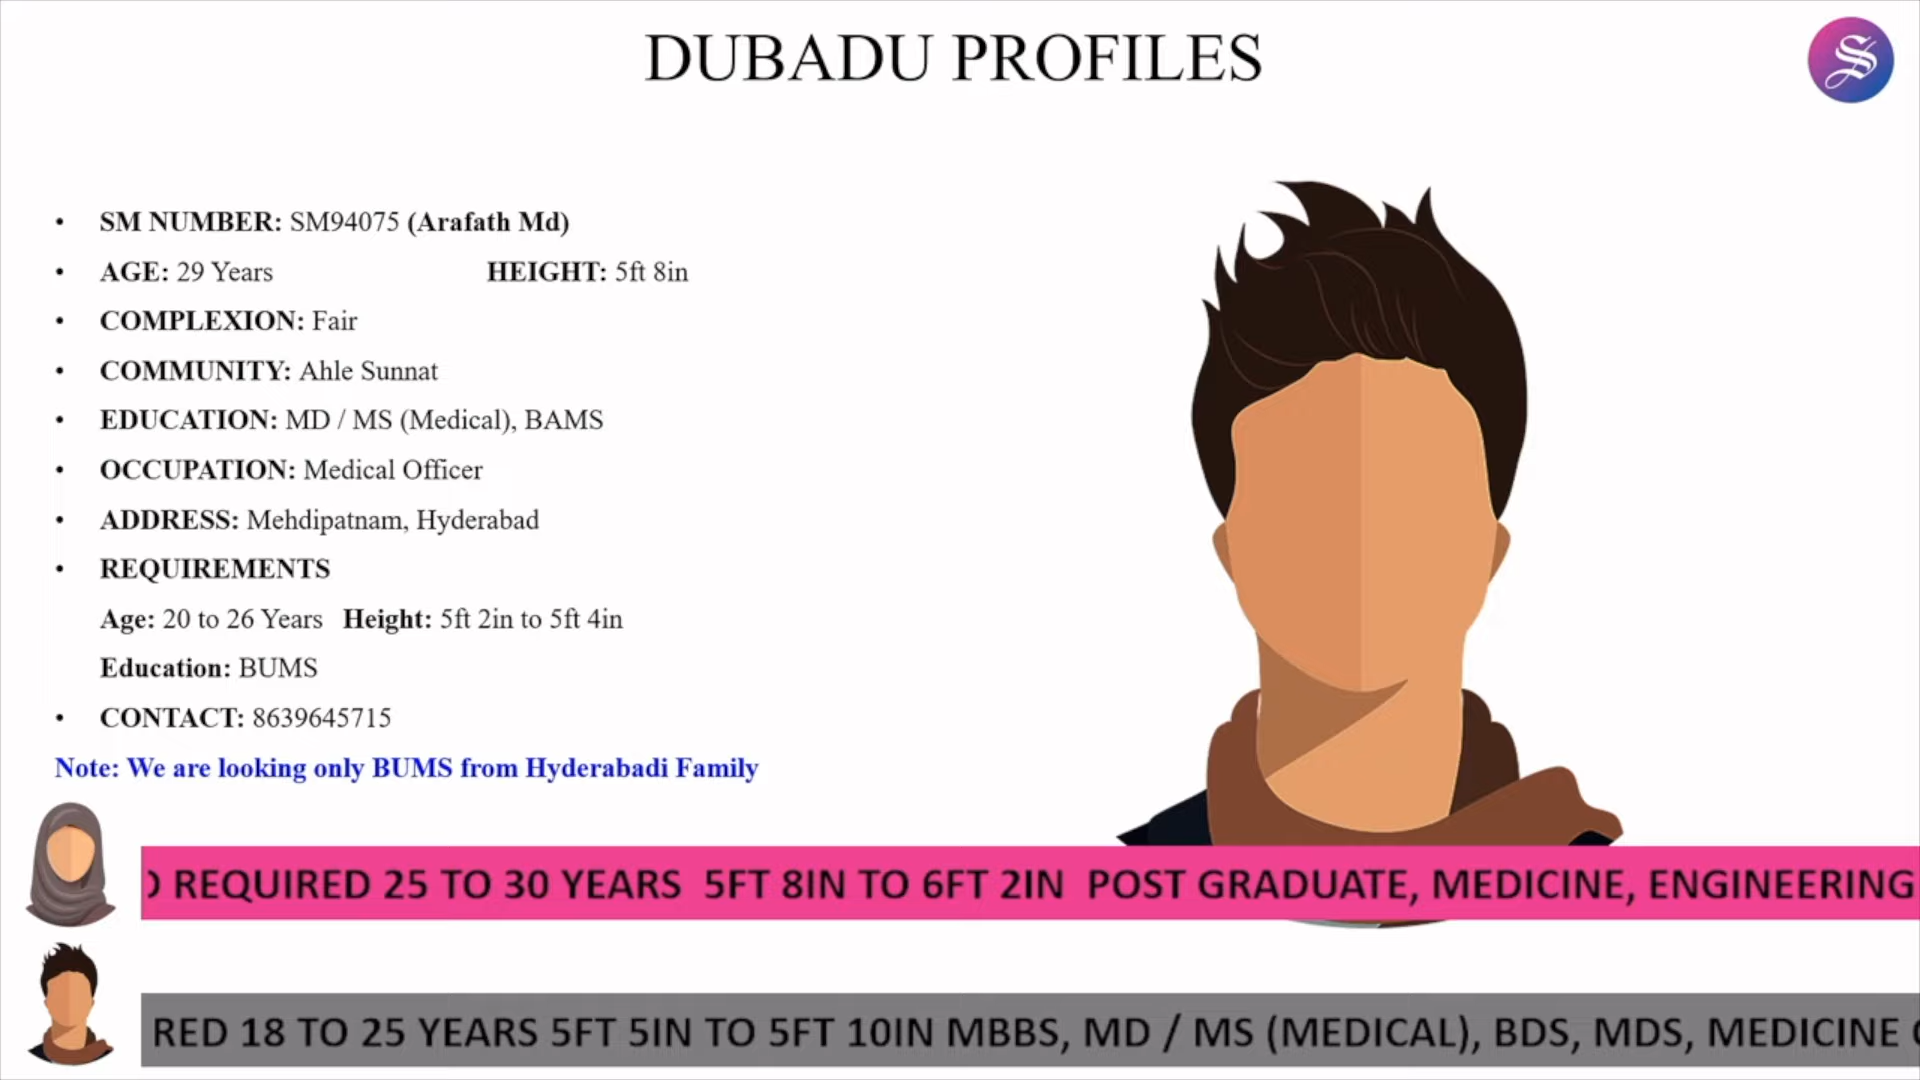 DUBADU PROFILES
• SM NUMBER: SM94075 (Arafath Md)
• AGE: 29 Years HEIGHT: 5ft 8in
• COMPLEXION: Fair
• COMMUNITY: Ahle Sunnat
• EDUCATION: MD / MS (Medical), BAMS
• OCCUPATION: Medical Officer
• ADDRESS: Mehdipatnam, Hyderabad
• REQUIREMENTS
Age: 20 to 26 Years Height: 5ft 2in to 5ft 4in
Education: BUMS
• CONTACT: 8639645715
Note: We are looking only BUMS from Hyderabadi Family
REQUIRED 25 TO 30 YEARS 5FT 8IN TO 6FT 2IN POST GRADUATE, MEDICINE, ENGINEERING
RED 18 TO 25 YEARS 5FT 5IN TO 5FT 10IN MBBS, MD / MS (MEDICAL), BDS, MDS, MEDICINE